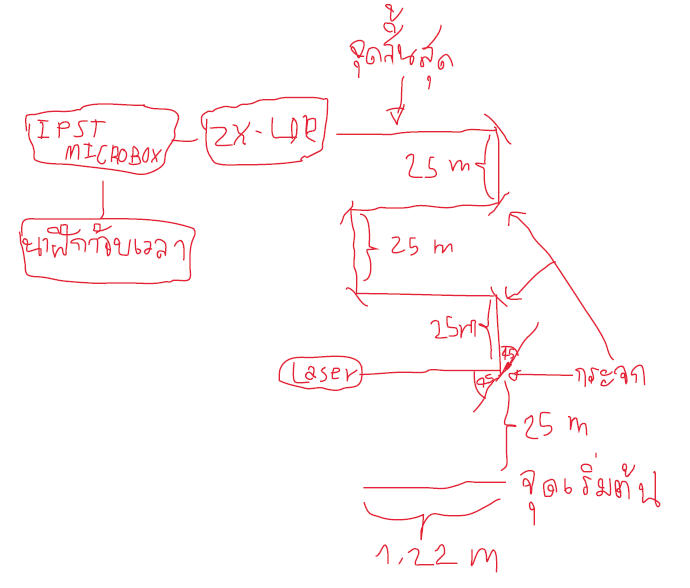 จุดสิ้นสุด
IPST
MICROBOX
ZX-LDR
25 m
นาฬิกาจับเวลา
25 m
25m
Laser
45
45
กระจก
25 m
จุดเริ่มต้น
1.22 m